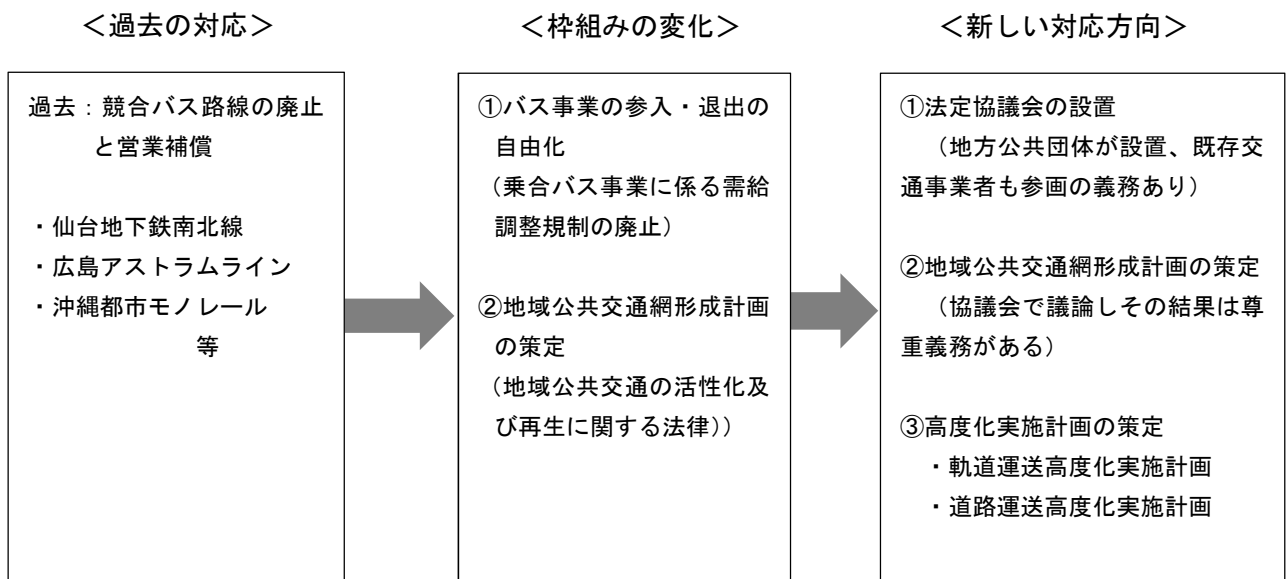 ＜過去の対応＞
過去：競合バス路線の廃止
と営業補償
・仙台地下鉄南北線
・広島アストラムライン
・沖縄都市モノレール
等
＜枠組みの変化＞
①バス事業の参入・退出の
自由化
（乗合バス事業に係る需給
調整規制の廃止）
②地域公共交通網形成計画
の策定
（地域公共交通の活性化及
び再生に関する法律））
＜新しい対応方向＞
①法定協議会の設置
（地方公共団体が設置、既存交
通事業者も参画の義務あり）
②地域公共交通網形成計画の策定
（協議会で議論しその結果は尊
重義務がある）
③高度化実施計画の策定
・軌道運送高度化実施計画
・道路運送高度化実施計画